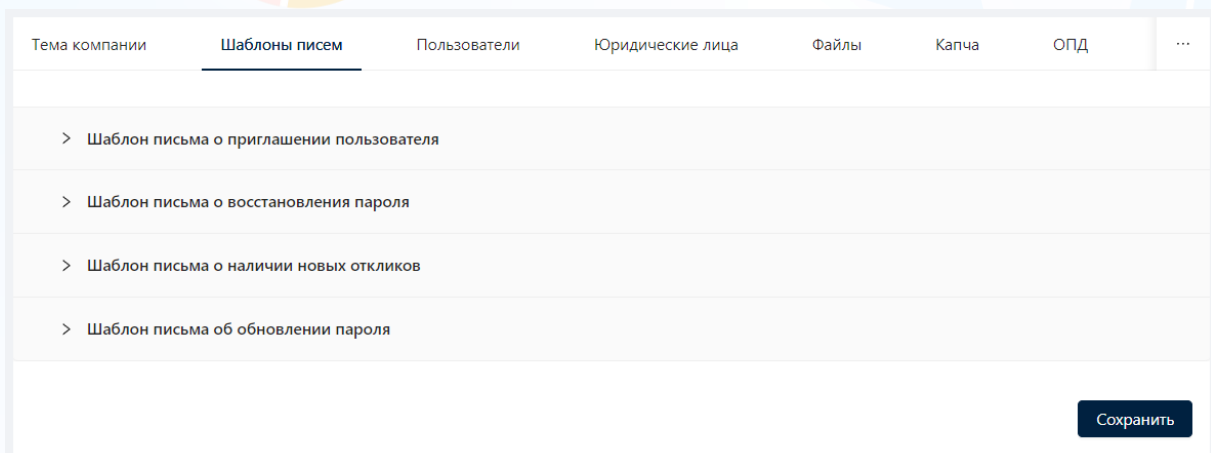 Тема компании Шаблоны писем Пользователи Юридические лица Файлы Капча ОПД ...
Шаблон письма о приглашении пользователя
Шаблон письма о восстановления пароля
Шаблон письма о наличии новых откликов
Шаблон письма об обновлении пароля
Сохранить